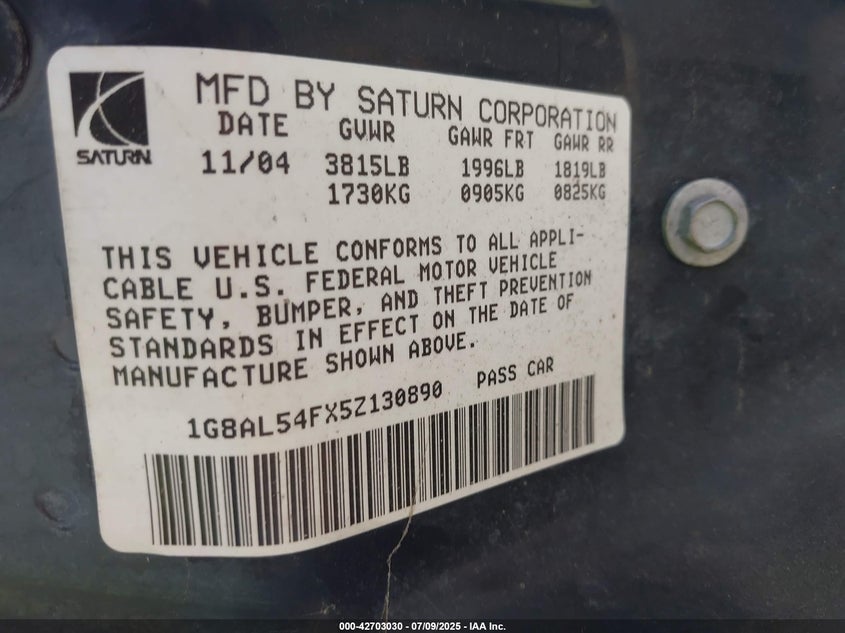 SATURN
MFD BY SATURN CORPORATION
DATE GVWR GAWR FRT GAWR RR
11/04 3815LB 1996LB 1819LB
1730KG 0905KG 0825KG
THIS VEHICLE CONFORMS TO ALL APPLI-
CABLE U.S. FEDERAL MOTOR VEHICLE
SAFETY, BUMPER, AND THEFT PREVENTION
STANDARDS IN EFFECT ON THE DATE OF
MANUFACTURE SHOWN ABOVE.
1G8AL54FX5Z130890 PASS CAR
000-42703030 - 07/09/2025 - IAA Inc.